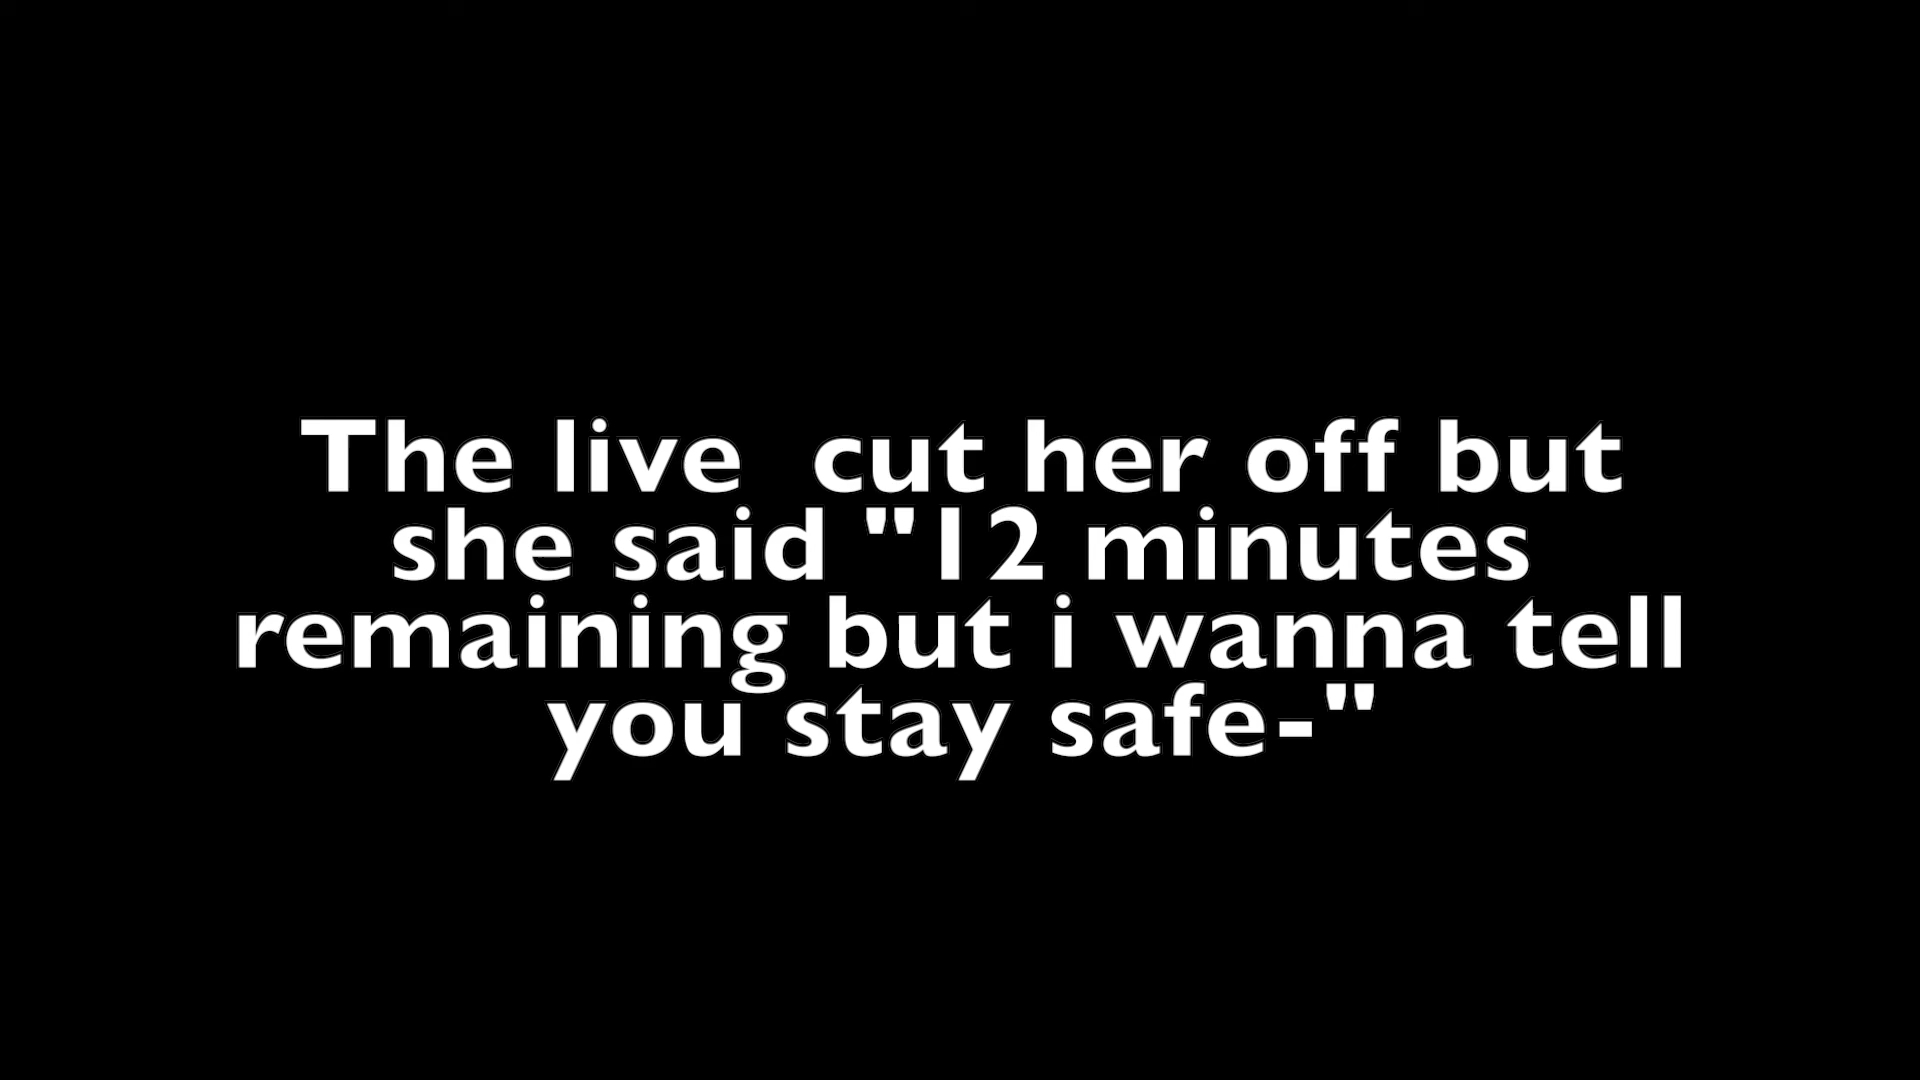 The live  cut her off but
she said "12 minutes
remaining but i wanna tell
you stay safe-"